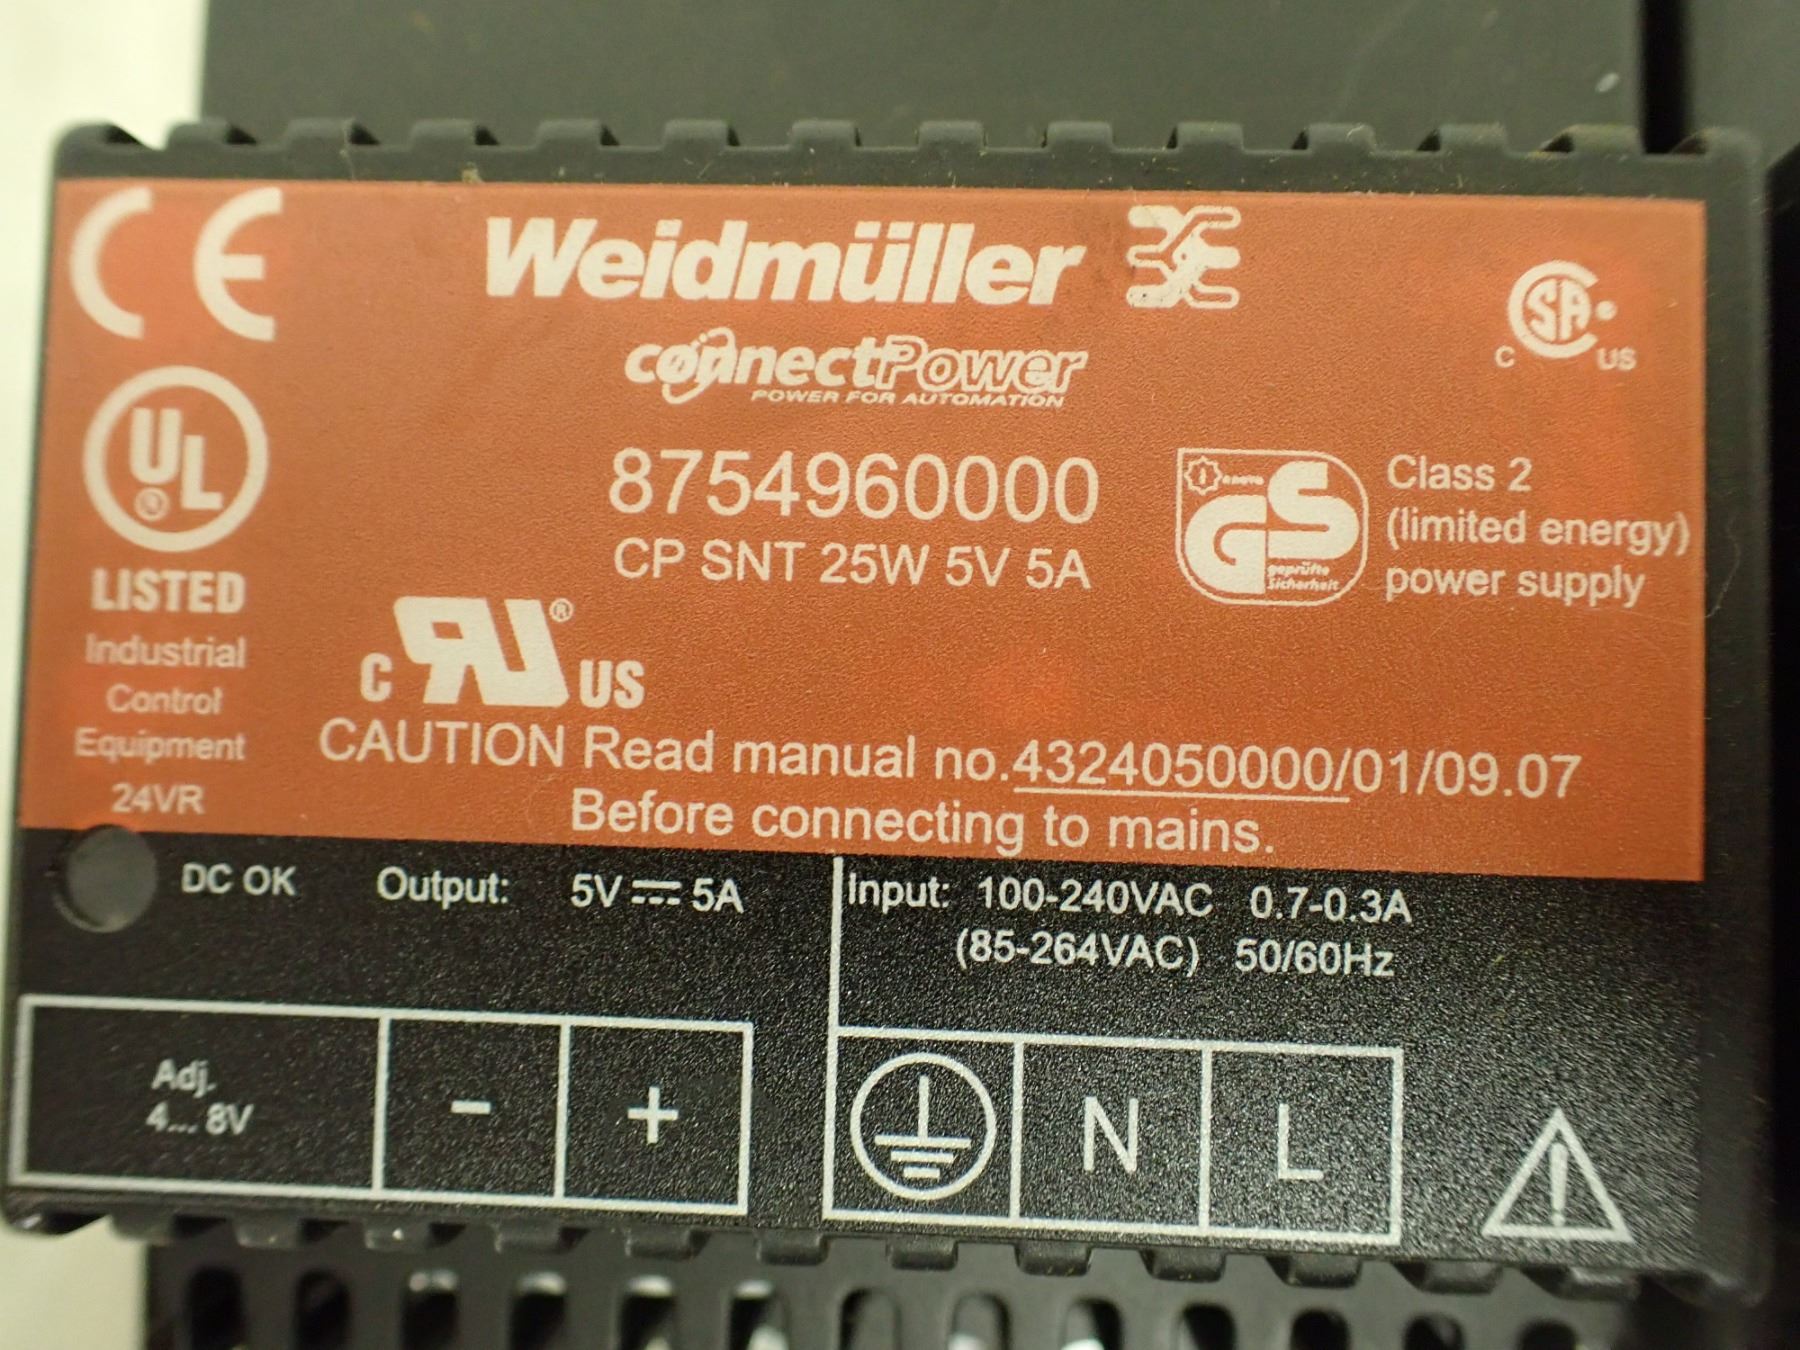 CE
Weidmüller
connectPower
POWER FOR AUTOMATION
C SA US
UL ®
LISTED
Industrial
Control
Equipment
24VR
8754960000
CP SNT 25W 5V 5A
GS
geprüfte
Sicherheit
Class 2
(limited energy)
power supply
C RU ® US
CAUTION Read manual no.4324050000/01/09.07
Before connecting to mains.
DC OK Output: 5V 5A
Input: 100-240VAC 0.7-0.3A
(85-264VAC) 50/60Hz
Adj.
4... 8V
- +
N L